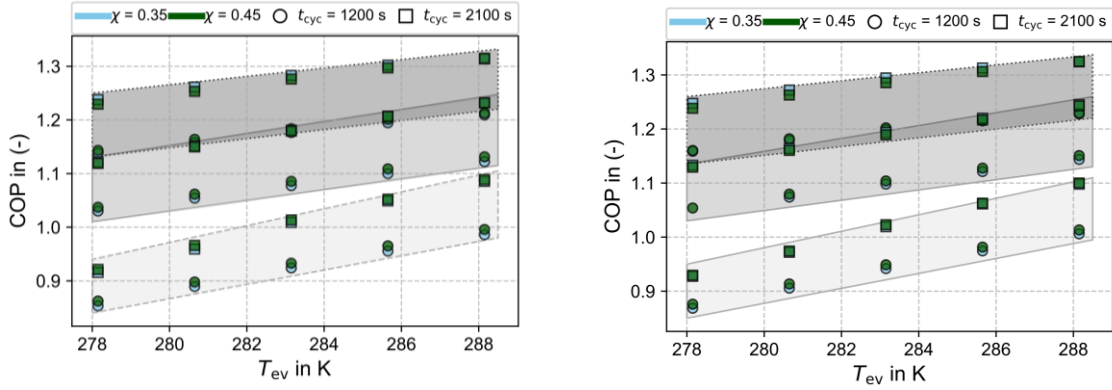 χ = 0.35 χ = 0.45 t_cyc = 1200 s t_cyc = 2100 s
1.3
1.2
1.1
1.0
0.9
COP in (-)
278 280 282 284 286 288
T_ev in K
χ = 0.35 χ = 0.45 t_cyc = 1200 s t_cyc = 2100 s
1.3
1.2
1.1
1.0
0.9
COP in (-)
278 280 282 284 286 288
T_ev in K